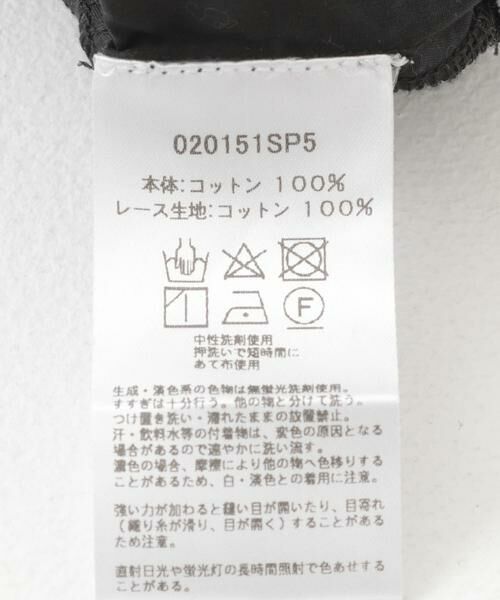 020151SP5
本体:コットン 100%
レース生地:コットン 100%
F
中性洗剤使用
押洗いで短時間に
あて布使用
生成・淡色系の色物は無蛍光洗剤使用。
すすぎは十分行う。他の物と分けて洗う。
つけ置き洗い・濡れたままの放置禁止。
汗・飲料水等の付着物は、変色の原因となる
場合があるので速やかに洗い流す。
濃色の場合、摩擦により他の物へ色移りする
ことがあるため、白・淡色との着用に注意。
強い力が加わると縫い目が開いたり、目寄れ
(織り糸が滑り、目が開く)することがある
ため注意。
直射日光や蛍光灯の長時間照射で色あせする
ことがある。